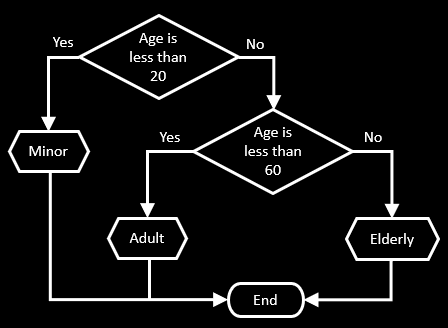 Age is
less than
20
Yes
No
Minor
Age is
less than
60
Yes
No
Adult
Elderly
End